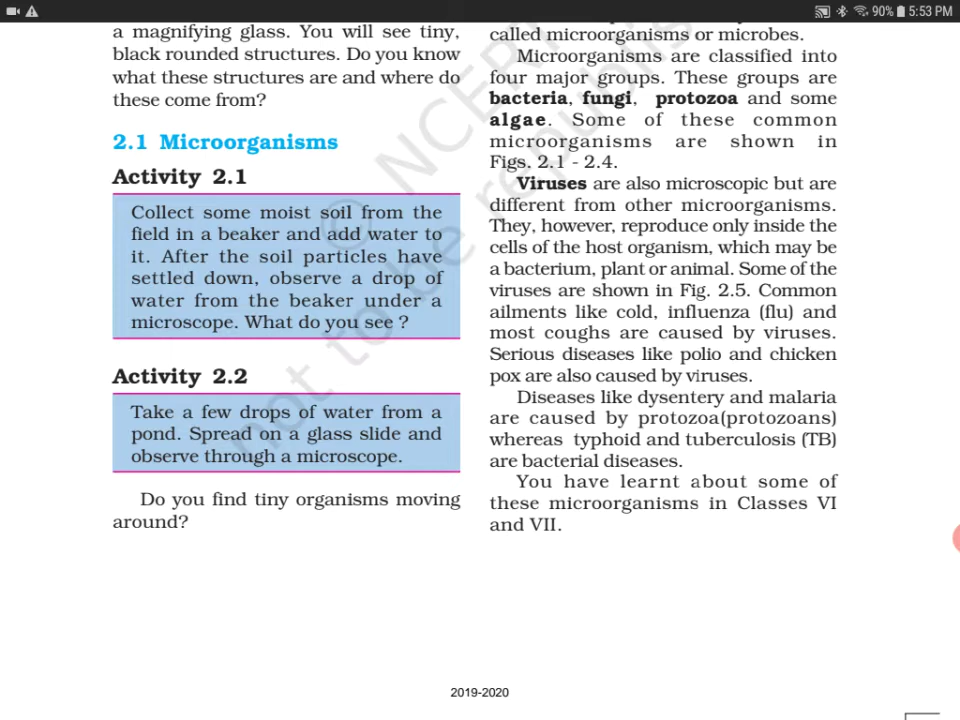 90% 5:53 PM
a magnifying glass. You will see tiny,
black rounded structures. Do you know
what these structures are and where do
these come from?
2.1 Microorganisms
Activity 2.1
Collect some moist soil from the
field in a beaker and add water to
it. After the soil particles have
settled down, observe a drop of
water from the beaker under a
microscope. What do you see ?
Activity 2.2
Take a few drops of water from a
pond. Spread on a glass slide and
observe through a microscope.
Do you find tiny organisms moving
around?
called microorganisms or microbes.
Microorganisms are classified into
four major groups. These groups are
bacteria, fungi, protozoa and some
algae. Some of these common
microorganisms are shown in
Figs. 2.1 - 2.4.
Viruses are also microscopic but are
different from other microorganisms.
They, however, reproduce only inside the
cells of the host organism, which may be
a bacterium, plant or animal. Some of the
viruses are shown in Fig. 2.5. Common
ailments like cold, influenza (flu) and
most coughs are caused by viruses.
Serious diseases like polio and chicken
pox are also caused by viruses.
Diseases like dysentery and malaria
are caused by protozoa(protozoans)
whereas typhoid and tuberculosis (TB)
are bacterial diseases.
You have learnt about some of
these microorganisms in Classes VI
and VII.
© NCERT
not to be republis
2019-2020